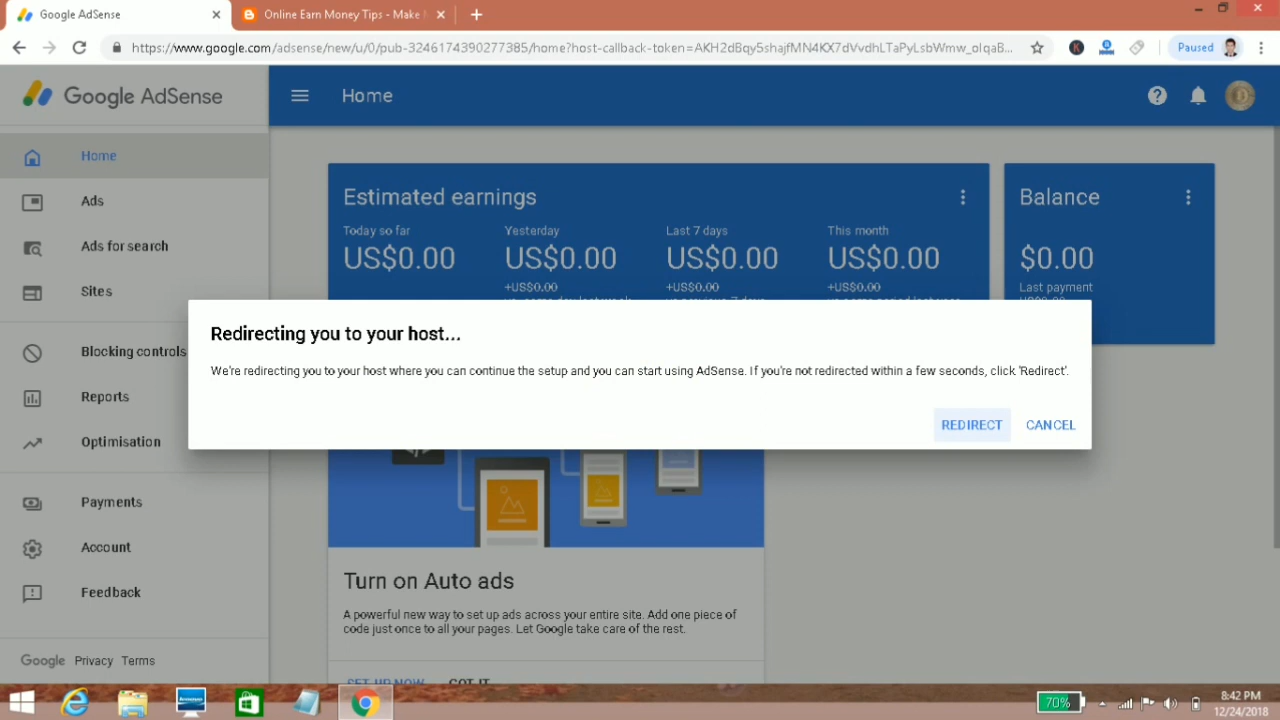 Google AdSense
Online Earn Money Tips - Make
https://www.google.com/adsense/new/u/0/pub-3246174390277385/home?host-callback-token=AKH2dBqy5shajfMN4KX7dVvdhLTaPyLsbWmw_oIqaB...
Paused
Google AdSense
Home
Home
Ads
Ads for search
Sites
Blocking controls
Reports
Optimisation
Payments
Account
Feedback
Google Privacy Terms
Estimated earnings
Today so far
US$0.00
Yesterday
US$0.00
+US$0.00
Last 7 days
US$0.00
+US$0.00
This month
US$0.00
+US$0.00
Balance
$0.00
Last payment
Redirecting you to your host...
We're redirecting you to your host where you can continue the setup and you can start using AdSense. If you're not redirected within a few seconds, click 'Redirect'.
REDIRECT
CANCEL
Turn on Auto ads
A powerful new way to set up ads across your entire site. Add one piece of
code just once to all your pages. Let Google take care of the rest.
SET UP NOW
GOT IT
70%
8:42 PM
12/24/2018